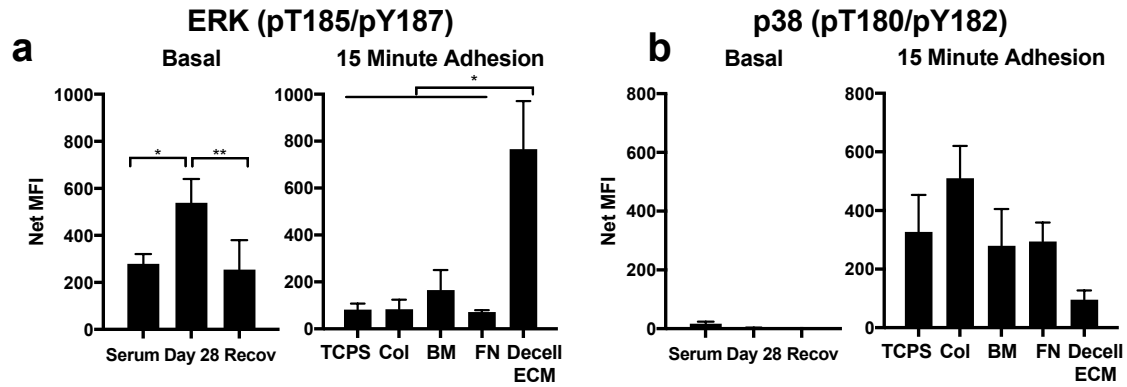 ERK (pT185/pY187)
p38 (pT180/pY182)
a
Basal
15 Minute Adhesion
b
Basal
15 Minute Adhesion
Net MFI
1000
800
600
400
200
0
*
**
Serum Day 28 Recov
1000
800
600
400
200
0
*
TCPS Col BM FN Decell
ECM
Net MFI
800
600
400
200
0
Serum Day 28 Recov
800
600
400
200
0
TCPS Col BM FN Decell
ECM